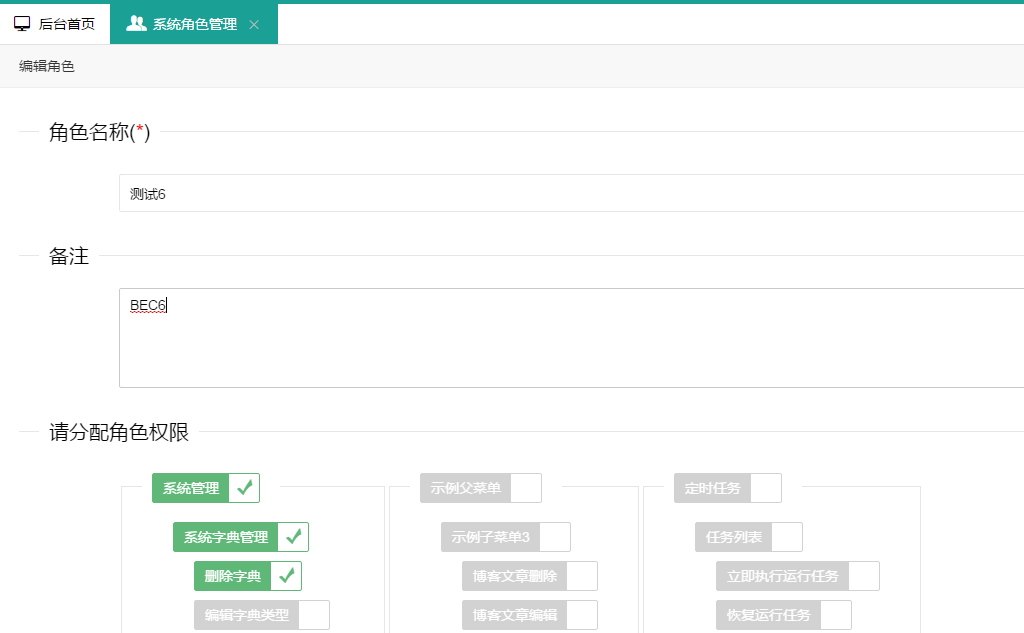 后台首页 系统角色管理
编辑角色
角色名称(*)
测试6
备注
BEC6
请分配角色权限
系统管理 示例父菜单 定时任务
系统字典管理 示例子菜单3 任务列表
删除字典 博客文章删除 立即执行运行任务
编辑字典类型 博客文章编辑 恢复运行任务